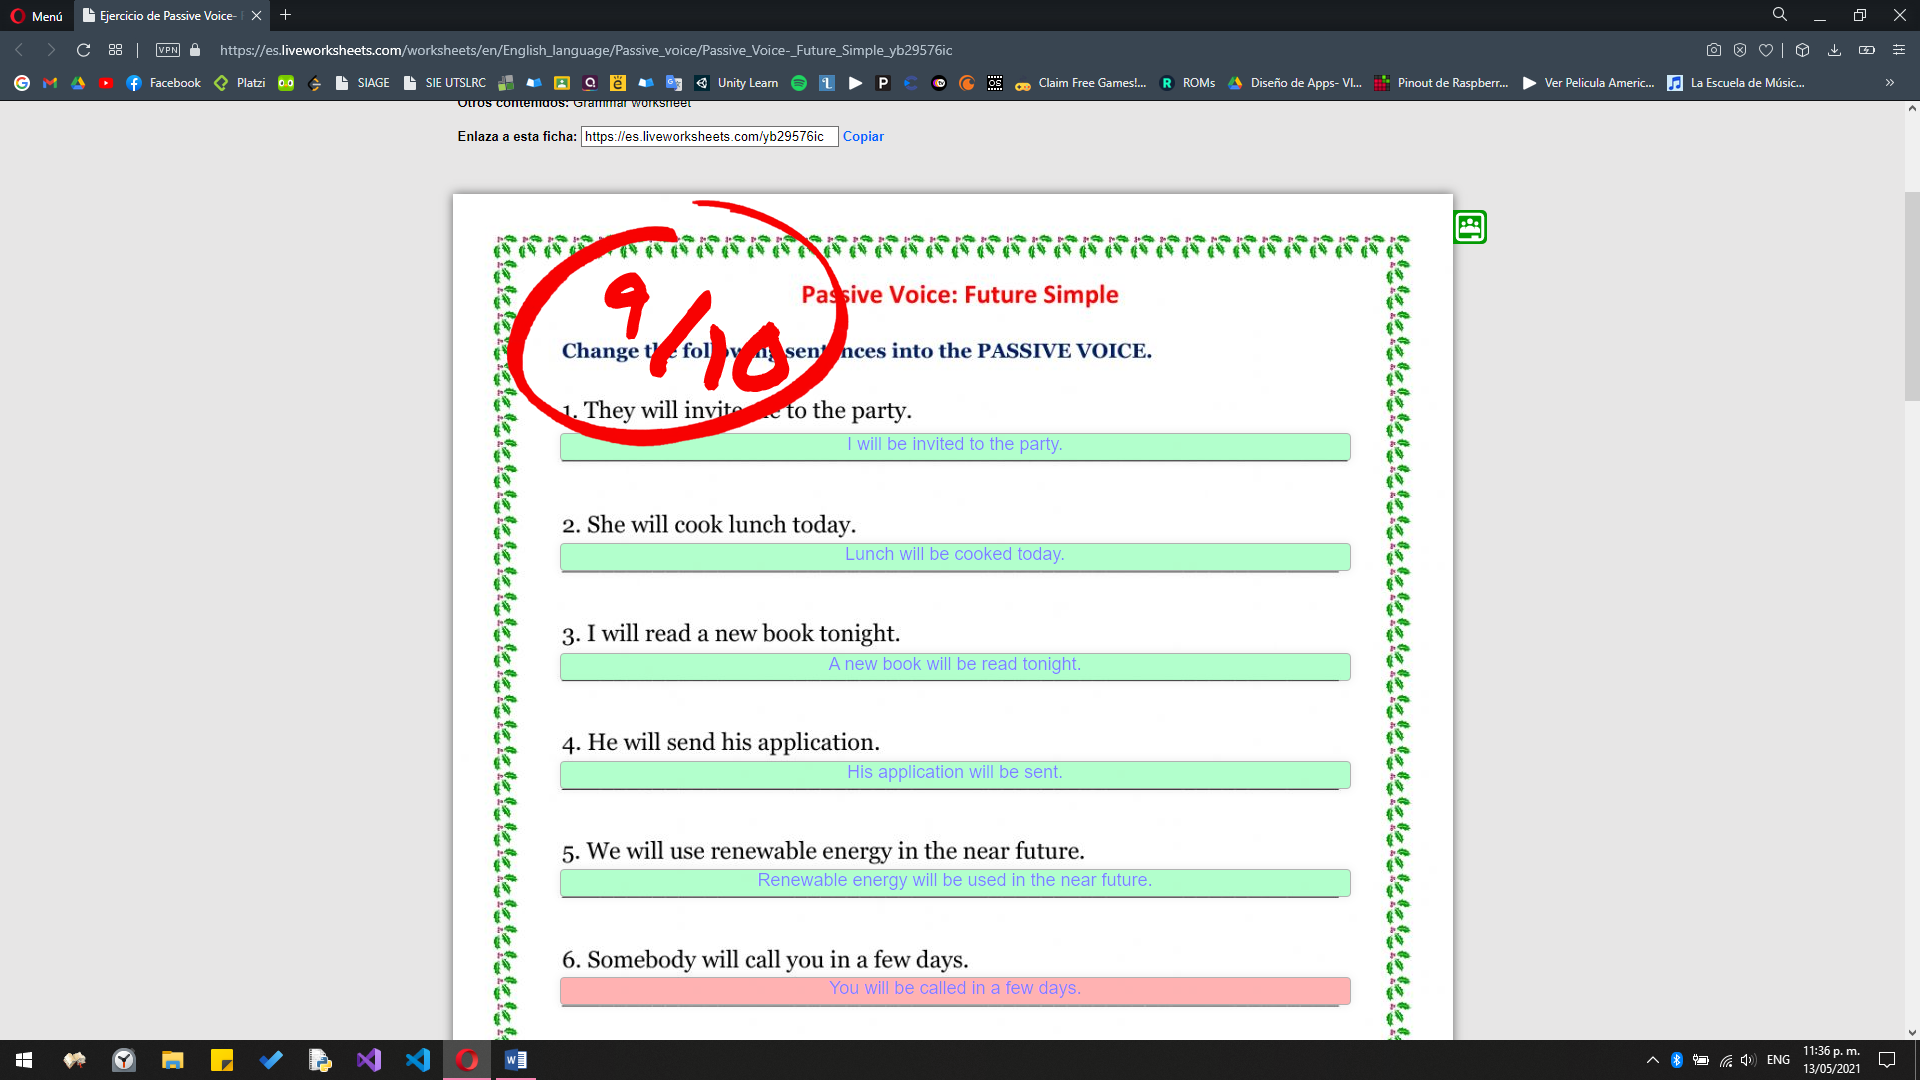 Menú
Ejercicio de Passive Voice-
VPN
https://es.liveworksheets.com/worksheets/en/English_language/Passive_voice/Passive_Voice-_Future_Simple_yb29576ic
Facebook Platzi SIAGE SIE UTSLRC Unity Learn Claim Free Games!... ROMs Diseño de Apps- VI... Pinout de Raspberr... Ver Pelicula Americ... La Escuela de Músic... »
Otros contenidos: Grammar worksheet
Enlaza a esta ficha: https://es.liveworksheets.com/yb29576ic Copiar
9/10
Passive Voice: Future Simple
Change the following sentences into the PASSIVE VOICE.
1. They will invite me to the party.
I will be invited to the party.
2. She will cook lunch today.
Lunch will be cooked today.
3. I will read a new book tonight.
A new book will be read tonight.
4. He will send his application.
His application will be sent.
5. We will use renewable energy in the near future.
Renewable energy will be used in the near future.
6. Somebody will call you in a few days.
You will be called in a few days.
ENG
11:36 p. m.
13/05/2021